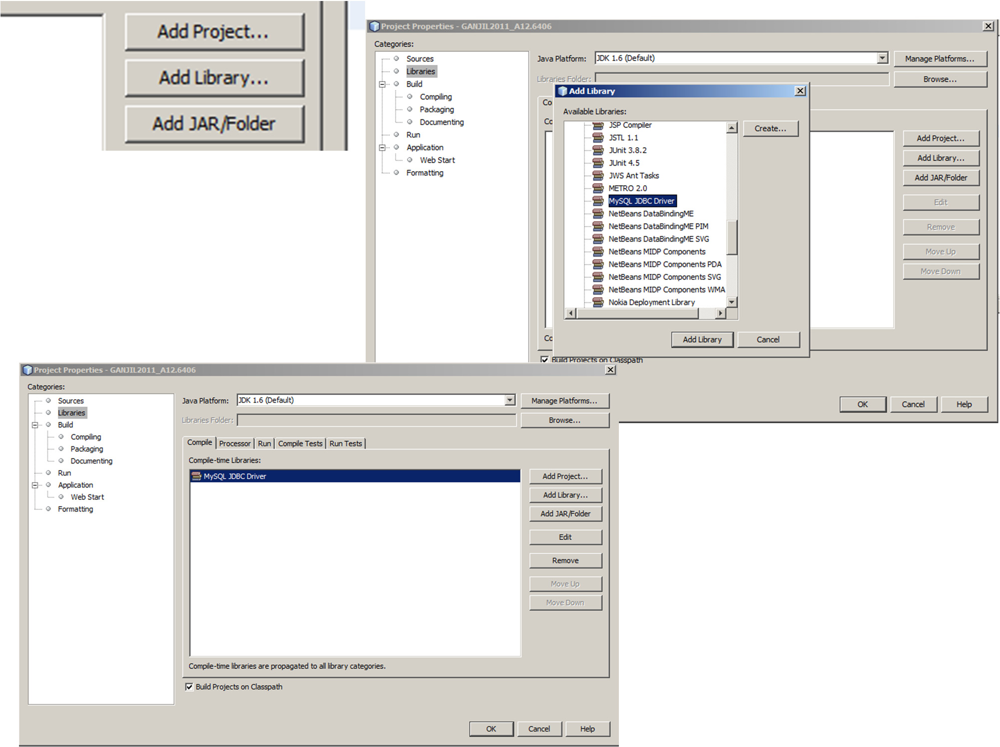 Add Project...
Add Library...
Add JAR/Folder
Project Properties - GANJIL2011_A12.6406
Categories:
Sources
Libraries
Build
Compiling
Packaging
Documenting
Run
Application
Web Start
Formatting
Java Platform: JDK 1.6 (Default) Manage Platforms...
Libraries Folder: Browse...
Co
Co
Add Library
Available Libraries:
JSP Compiler
JSTL 1.1
JUnit 3.8.2
JUnit 4.5
JWS Ant Tasks
METRO 2.0
MySQL JDBC Driver
NetBeans DataBindingME
NetBeans DataBindingME PIM
NetBeans DataBindingME SVG
NetBeans MIDP Components
NetBeans MIDP Components PDA
NetBeans MIDP Components SVG
NetBeans MIDP Components WMA
Nokia Deployment Library
Create...
Add Library Cancel
Add Project...
Add Library...
Add JAR/Folder
Edit
Remove
Move Up
Move Down
Co
Build Projects on Classpath
OK Cancel Help
Project Properties - GANJIL2011_A12.6406
Categories:
Sources
Libraries
Build
Compiling
Packaging
Documenting
Run
Application
Web Start
Formatting
Java Platform: JDK 1.6 (Default) Manage Platforms...
Libraries Folder: Browse...
Compile Processor Run Compile Tests Run Tests
Compile-time Libraries:
MySQL JDBC Driver
Add Project...
Add Library...
Add JAR/Folder
Edit
Remove
Move Up
Move Down
Compile-time libraries are propagated to all library categories.
Build Projects on Classpath
OK Cancel Help